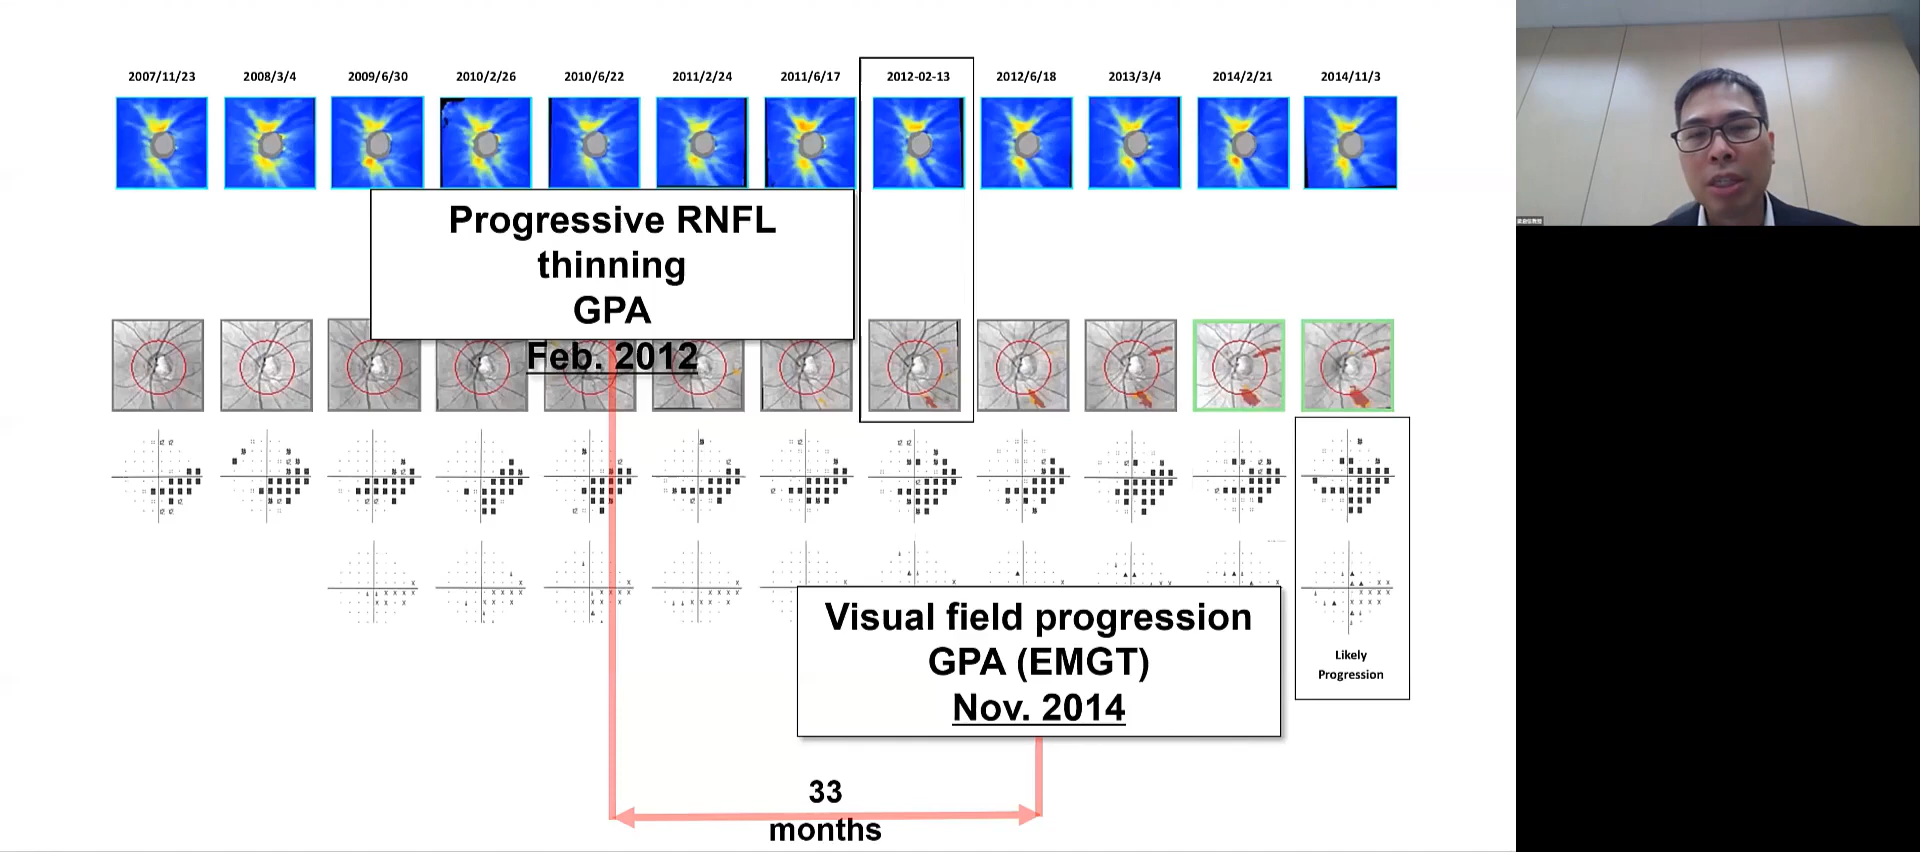 2007/11/23 2008/3/4 2009/6/30 2010/2/26 2010/6/22 2011/2/24 2011/6/17 2012-02-13 2012/6/18 2013/3/4 2014/2/21 2014/11/3
Progressive RNFL
thinning
GPA
Feb. 2012
Visual field progression
GPA (EMGT)
Nov. 2014
Likely
Progression
33
months